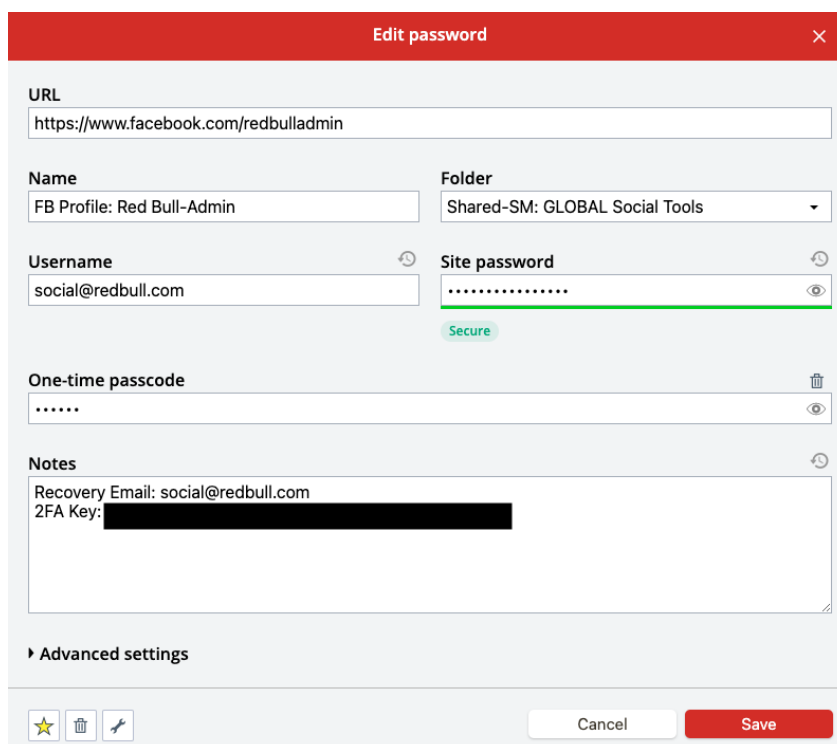 Edit password
URL
https://www.facebook.com/redbulladmin
Name
Folder
FB Profile: Red Bull-Admin
Shared-SM: GLOBAL Social Tools
Username
Site password
social@redbull.com
••••••••••••••••
Secure
One-time passcode
••••••
Notes
Recovery Email: social@redbull.com
2FA Key:
Advanced settings
Cancel
Save